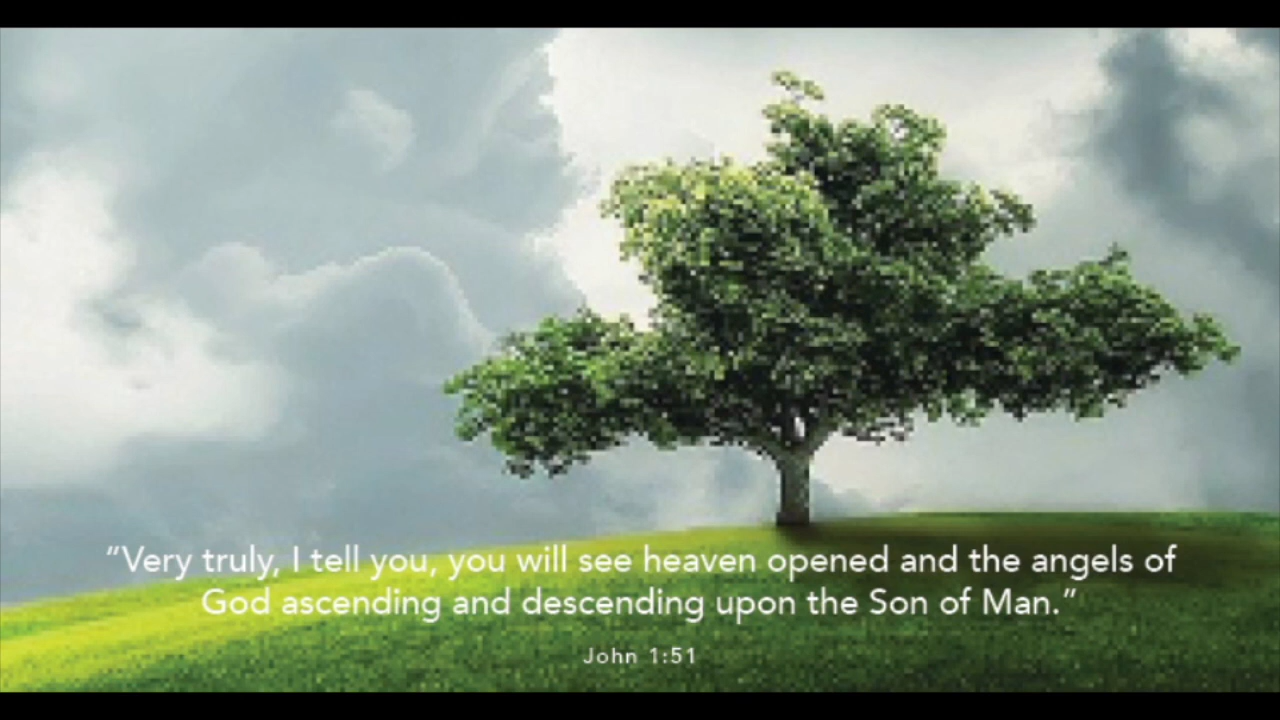 “Very truly, I tell you, you will see heaven opened and the angels of
God ascending and descending upon the Son of Man.”
John 1:51